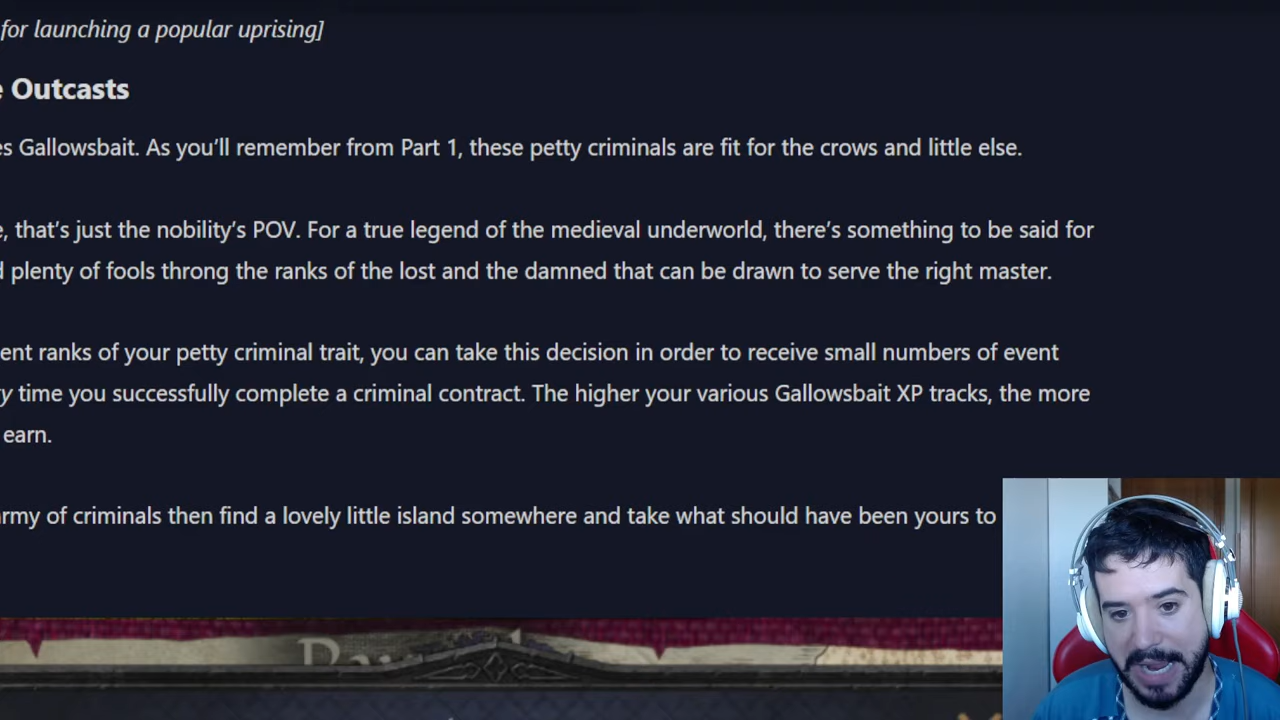 for launching a popular uprising]
Outcasts
Gallowsbait. As you’ll remember from Part 1, these petty criminals are fit for the crows and little else.
that’s just the nobility’s POV. For a true legend of the medieval underworld, there’s something to be said for
plenty of fools throng the ranks of the lost and the damned that can be drawn to serve the right master.
ranks of your petty criminal trait, you can take this decision in order to receive small numbers of event
time you successfully complete a criminal contract. The higher your various Gallowsbait XP tracks, the more
earn.
of criminals then find a lovely little island somewhere and take what should have been yours to